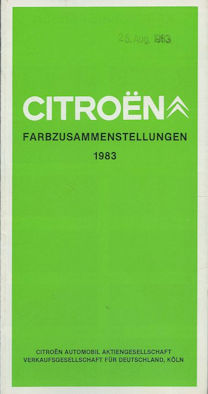 26. Aug. 1983
CITROËN
FARBZUSAMMENSTELLUNGEN
1983
CITROËN AUTOMOBIL AKTIENGESELLSCHAFT
VERKAUFSGESELLSCHAFT FÜR DEUTSCHLAND, KÖLN